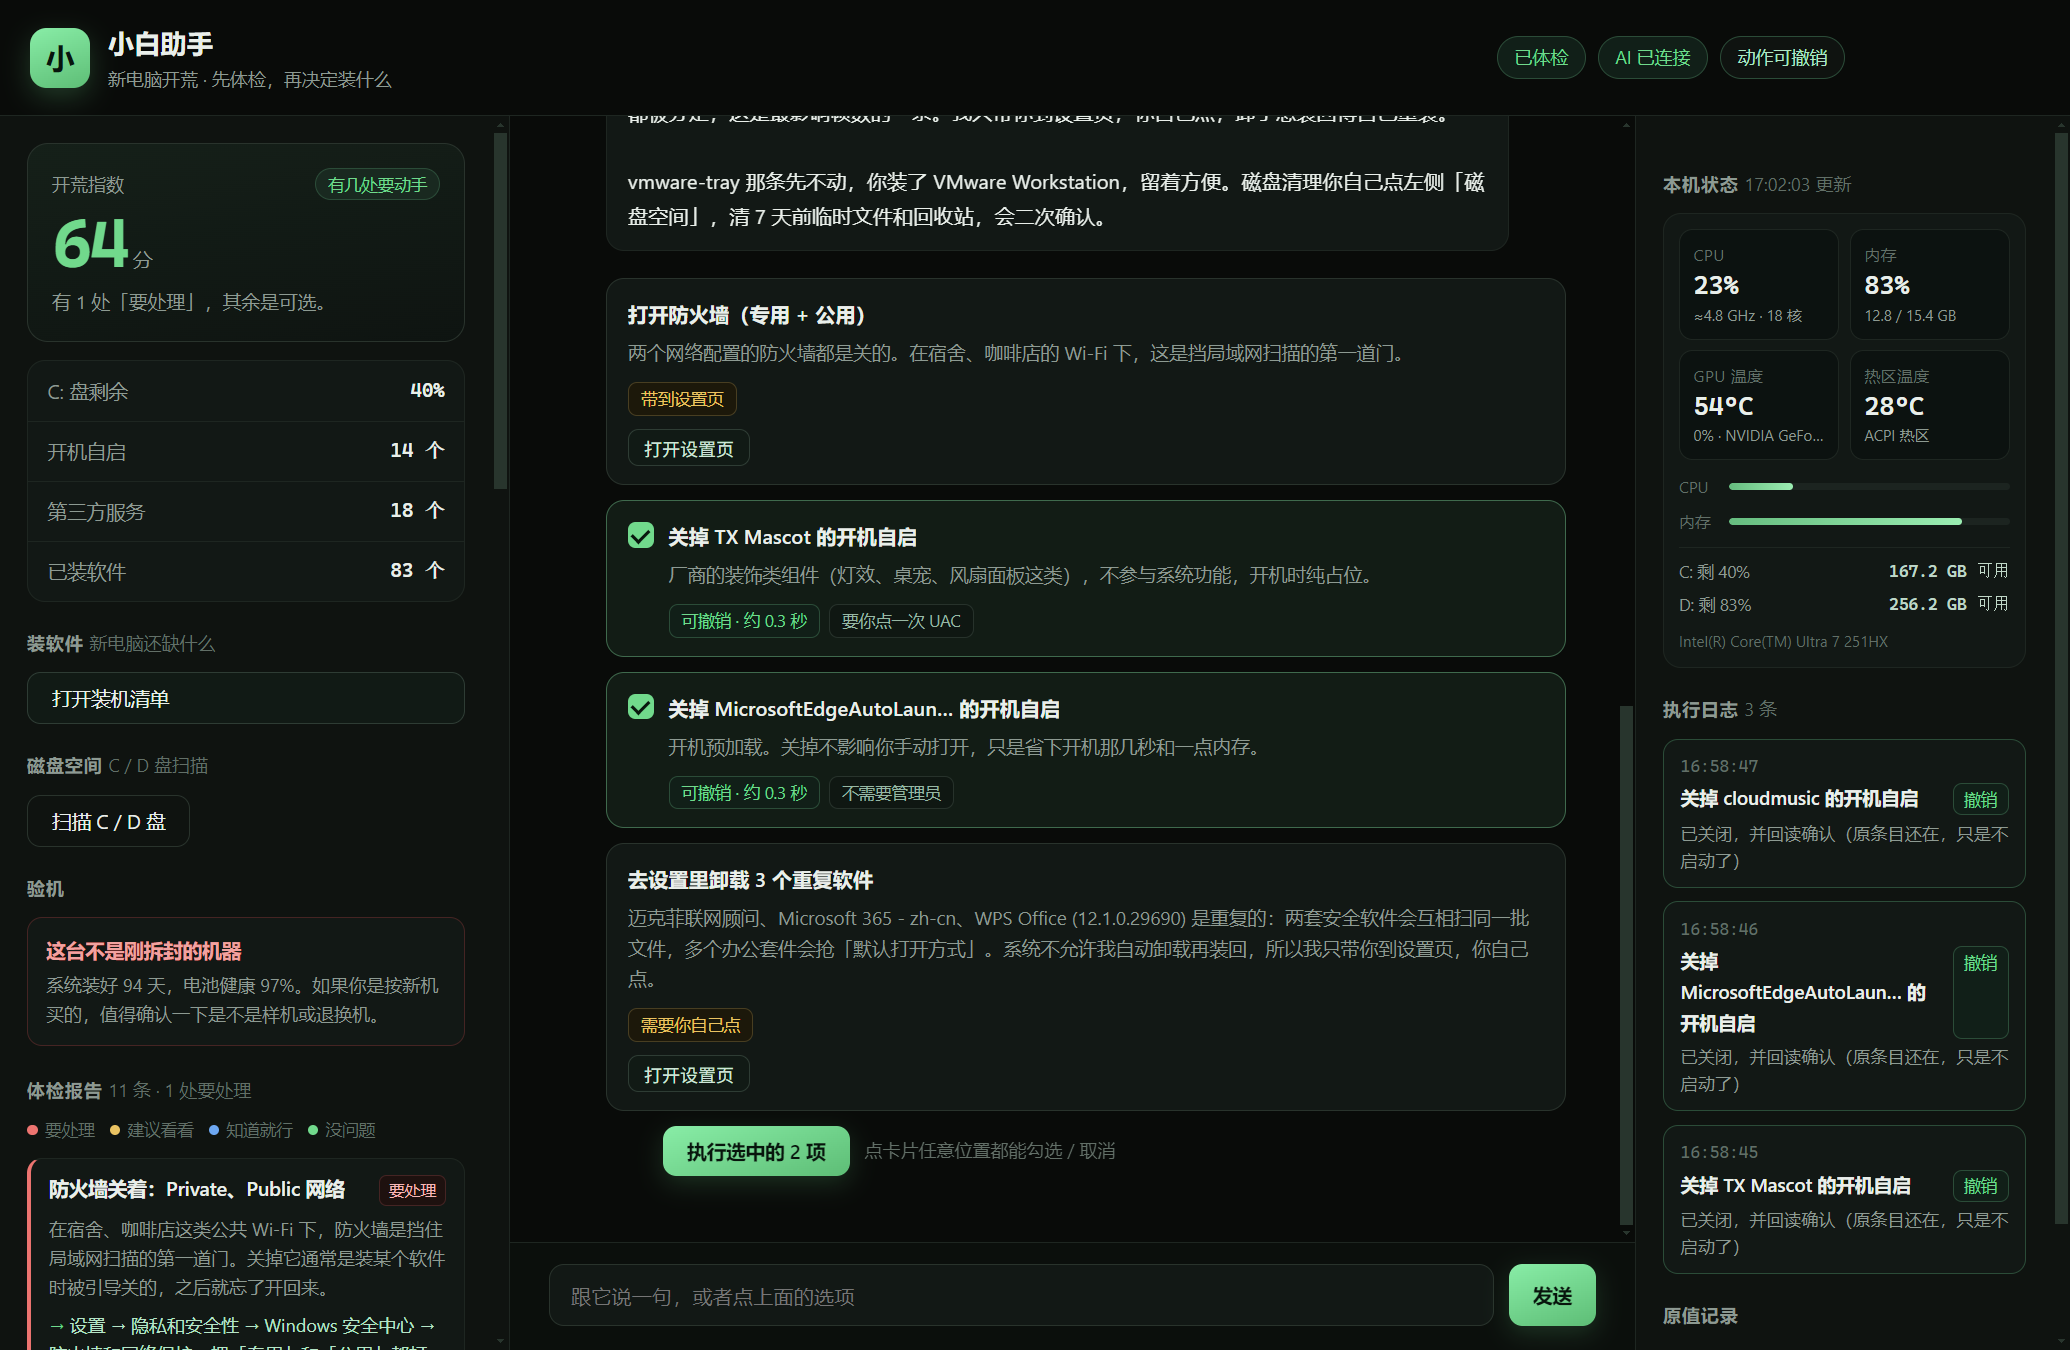 小
小白助手
新电脑开荒 · 先体检，再决定装什么
已体检
AI 已连接
动作可撤销
开荒指数
有几处要动手
64 分
有 1 处「要处理」，其余是可选。
C: 盘剩余
40%
开机自启
14 个
第三方服务
18 个
已装软件
83 个
装软件 新电脑还缺什么
打开装机清单
磁盘空间 C / D 盘扫描
扫描 C / D 盘
验机
这台不是刚拆封的机器
系统装好 94 天，电池健康 97%。如果你是按新机
买的，值得确认一下是不是样机或退换机。
体检报告 11 条 · 1 处要处理
要处理
建议看看
知道就行
没问题
防火墙关着：Private、Public 网络
要处理
在宿舍、咖啡店这类公共 Wi-Fi 下，防火墙是挡住
局域网扫描的第一道门。关掉它通常是装某个软件
时被引导关的，之后就忘了开回来。
→ 设置 → 隐私和安全性 → Windows 安全中心 →
vmware-tray 那条先不动，你装了 VMware Workstation，留着方便。磁盘清理你自己点左侧「磁
盘空间」，清 7 天前临时文件和回收站，会二次确认。
打开防火墙（专用 + 公用）
两个网络配置的防火墙都是关的。在宿舍、咖啡店的 Wi-Fi 下，这是挡局域网扫描的第一道门。
带到设置页
打开设置页
关掉 TX Mascot 的开机自启
厂商的装饰类组件（灯效、桌宠、风扇面板这类），不参与系统功能，开机时纯占位。
可撤销 · 约 0.3 秒
要你点一次 UAC
关掉 MicrosoftEdgeAutoLaun... 的开机自启
开机预加载。关掉不影响你手动打开，只是省下开机那几秒和一点内存。
可撤销 · 约 0.3 秒
不需要管理员
去设置里卸载 3 个重复软件
迈克菲联网顾问、Microsoft 365 - zh-cn、WPS Office (12.1.0.29690) 是重复的：两套安全软件会互相扫同一批
文件，多个办公套件会抢「默认打开方式」。系统不允许我自动卸载再装回，所以我只带你到设置页，你自己
点。
需要你自己点
打开设置页
执行选中的 2 项
点卡片任意位置都能勾选 / 取消
跟它说一句，或者点上面的选项
发送
本机状态 17:02:03 更新
CPU
23%
≈4.8 GHz · 18 核
内存
83%
12.8 / 15.4 GB
GPU 温度
54°C
0% · NVIDIA GeFo...
热区温度
28°C
ACPI 热区
CPU
内存
C: 剩 40%
167.2 GB 可用
D: 剩 83%
256.2 GB 可用
Intel(R) Core(TM) Ultra 7 251HX
执行日志 3 条
16:58:47
关掉 cloudmusic 的开机自启
撤销
已关闭，并回读确认（原条目还在，只是不
启动了）
16:58:46
关掉
MicrosoftEdgeAutoLaun... 的
开机自启
撤销
已关闭，并回读确认（原条目还在，只是不
启动了）
16:58:45
关掉 TX Mascot 的开机自启
撤销
已关闭，并回读确认（原条目还在，只是不
启动了）
原值记录